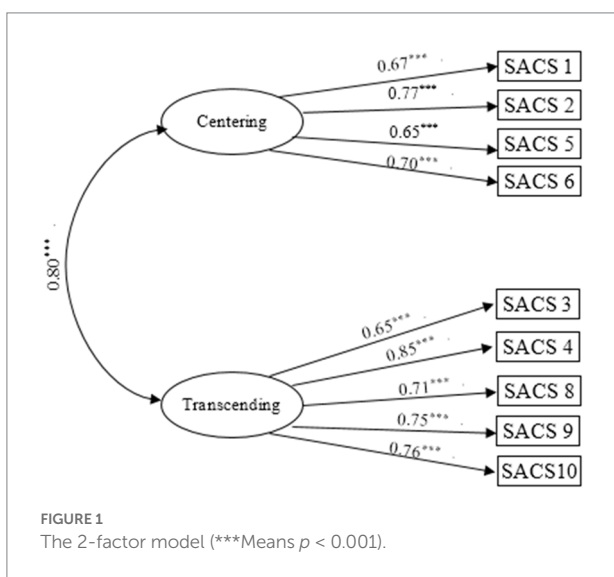 0.67*** SACS 1
Centering 0.77*** SACS 2
0.65*** SACS 5
0.70*** SACS 6
0.80***
0.65*** SACS 3
0.85*** SACS 4
Transcending 0.71*** SACS 8
0.75*** SACS 9
0.76*** SACS10
FIGURE 1
The 2-factor model (***Means p < 0.001).